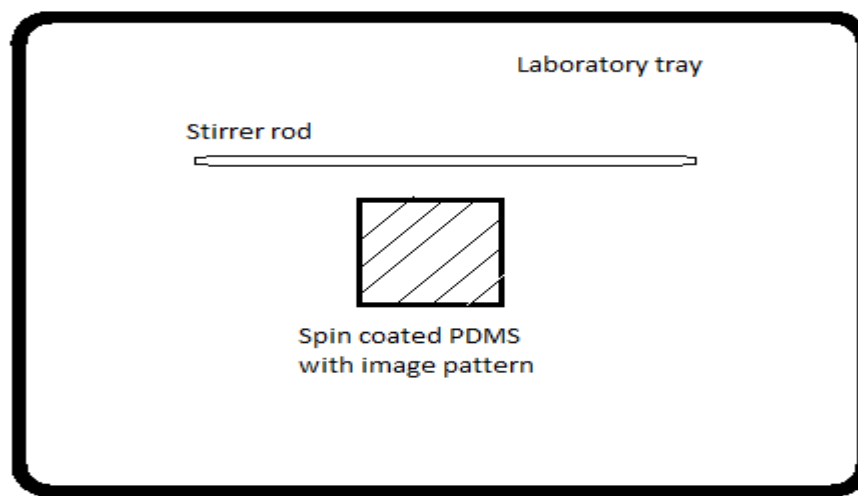 Laboratory tray
Stirrer rod
Spin coated PDMS
with image pattern